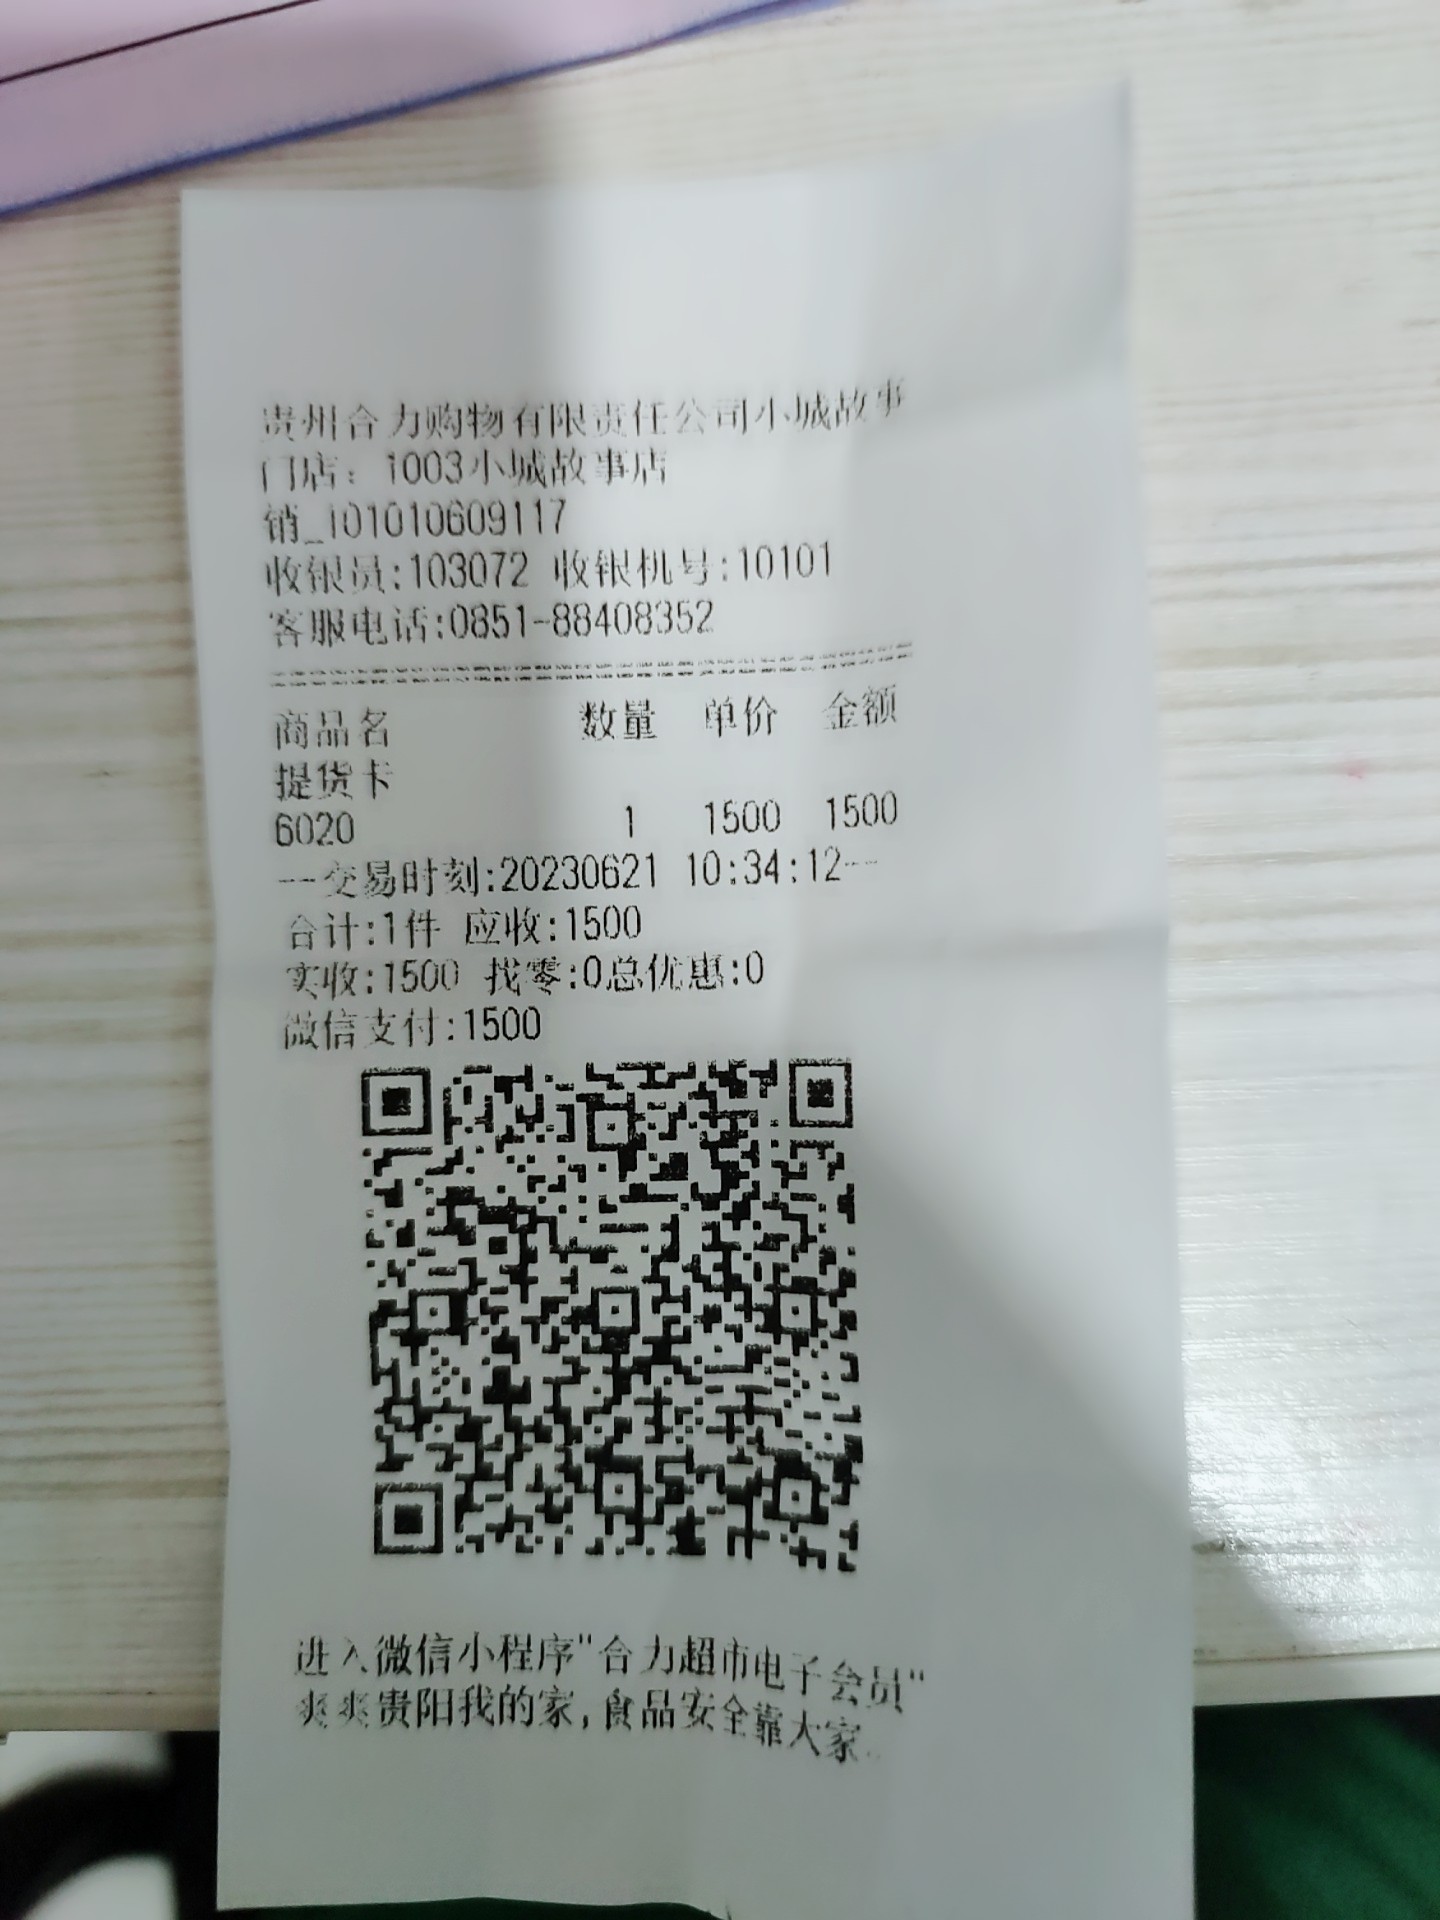 贵州合力购物有限责任公司小城故事
门店：1003小城故事店
销_101010609117
收银员:103072 收银机号:10101
客服电话:0851-88408352
商品名 数量 单价 金额
提货卡
6020 1 1500 1500
--交易时刻:20230621 10:34:12--
合计:1件 应收:1500
实收:1500 找零:0总优惠:0
微信支付:1500
进入微信小程序"合力超市电子会员"
爽爽贵阳我的家,食品安全靠大家.